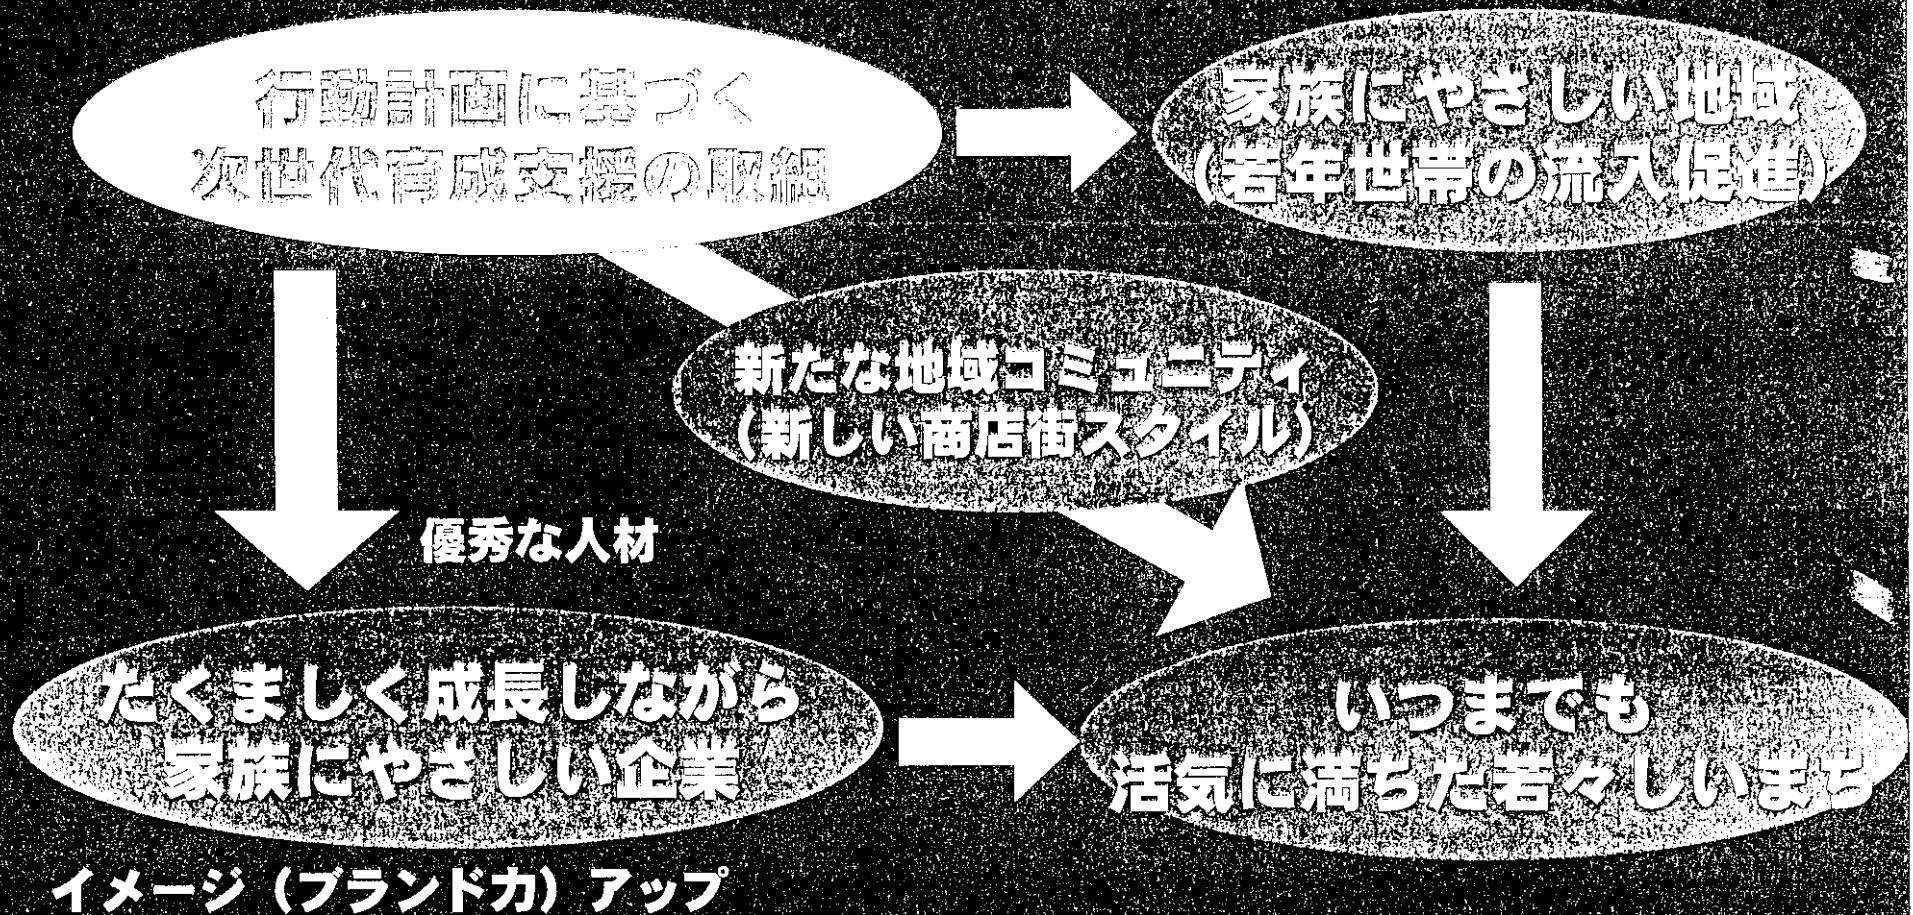 行動計画に基づく
次世代育成支援の取組
家族にやさしい地域
（若年世帯の流入促進）
新たな地域コミュニティ
（新しい商店街スタイル）
優秀な人材
たくましく成長しながら
家族にやさしい企業
いつまでも
活気に満ちた若々しいまち
イメージ（ブランド力）アップ